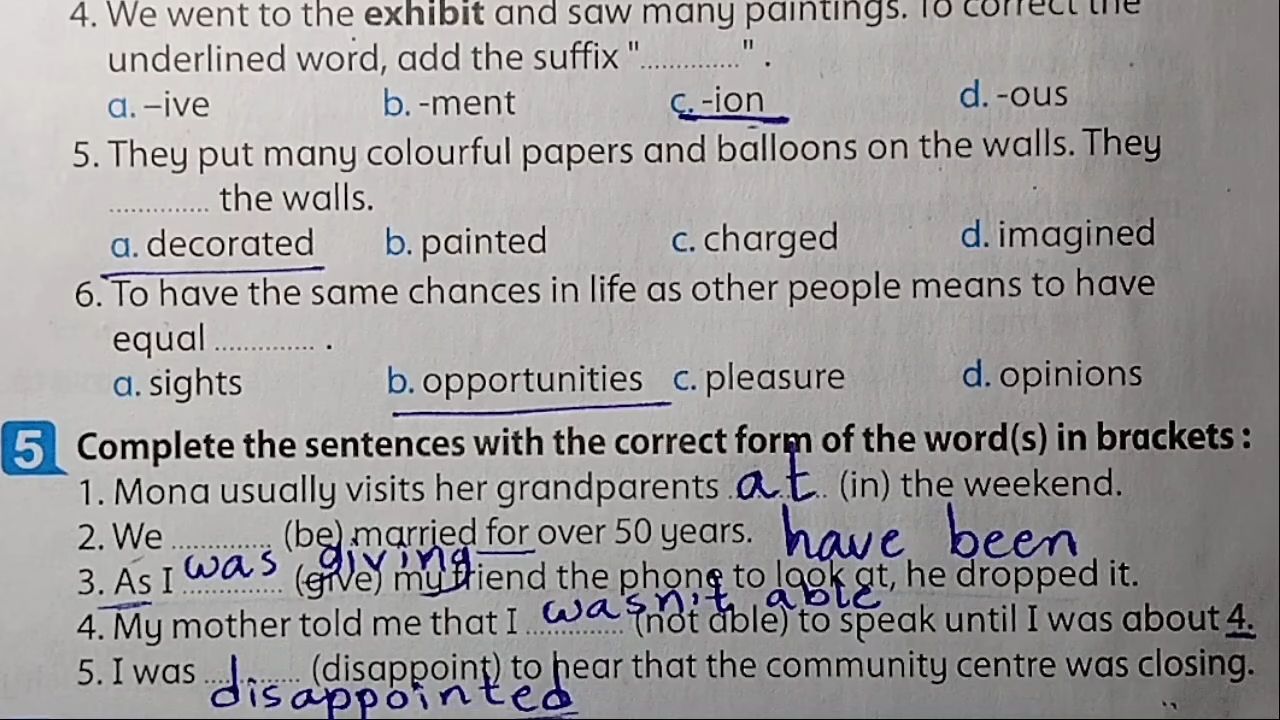 4. We went to the exhibit and saw many paintings. To correct the
underlined word, add the suffix "..............." .
a. –ive b. -ment c. -ion d. -ous
5. They put many colourful papers and balloons on the walls. They
............... the walls.
a. decorated b. painted c. charged d. imagined
6. To have the same chances in life as other people means to have
equal ............... .
a. sights b. opportunities c. pleasure d. opinions
5 Complete the sentences with the correct form of the word(s) in brackets :
1. Mona usually visits her grandparents at (in) the weekend.
2. We ............... (be) married for over 50 years. have been
was giving
3. As I ............... (give) my friend the phone to look at, he dropped it.
wasn't able
4. My mother told me that I ............... (not able) to speak until I was about 4.
5. I was ............... (disappoint) to hear that the community centre was closing.
disappointed